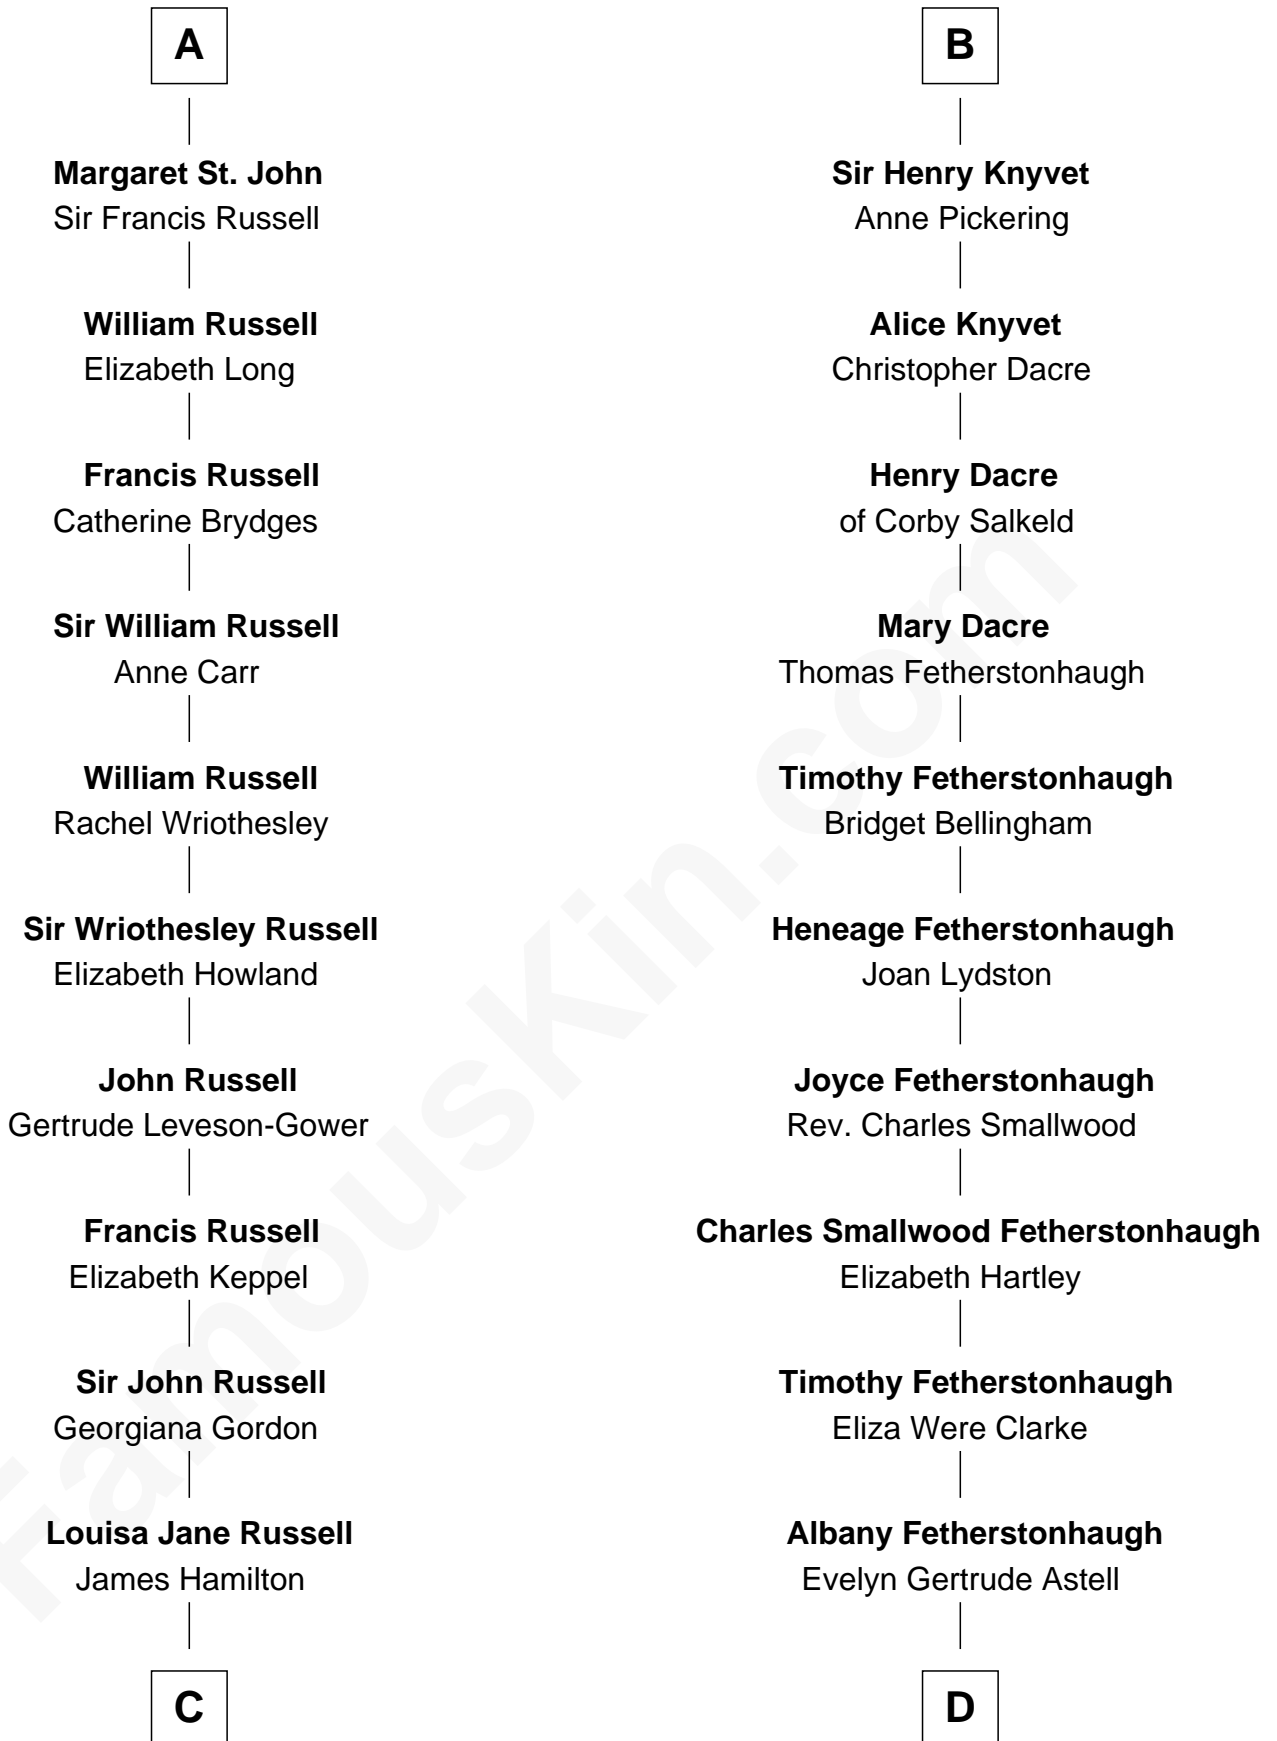 A
Margaret St. John
Sir Francis Russell
William Russell
Elizabeth Long
Francis Russell
Catherine Brydges
Sir William Russell
Anne Carr
William Russell
Rachel Wriothesley
Sir Wriothesley Russell
Elizabeth Howland
John Russell
Gertrude Leveson-Gower
Francis Russell
Elizabeth Keppel
Sir John Russell
Georgiana Gordon
Louisa Jane Russell
James Hamilton
C
B
Sir Henry Knyvet
Anne Pickering
Alice Knyvet
Christopher Dacre
Henry Dacre
of Corby Salkeld
Mary Dacre
Thomas Fetherstonhaugh
Timothy Fetherstonhaugh
Bridget Bellingham
Heneage Fetherstonhaugh
Joan Lydston
Joyce Fetherstonhaugh
Rev. Charles Smallwood
Charles Smallwood Fetherstonhaugh
Elizabeth Hartley
Timothy Fetherstonhaugh
Eliza Were Clarke
Albany Fetherstonhaugh
Evelyn Gertrude Astell
D
FamousKin.com